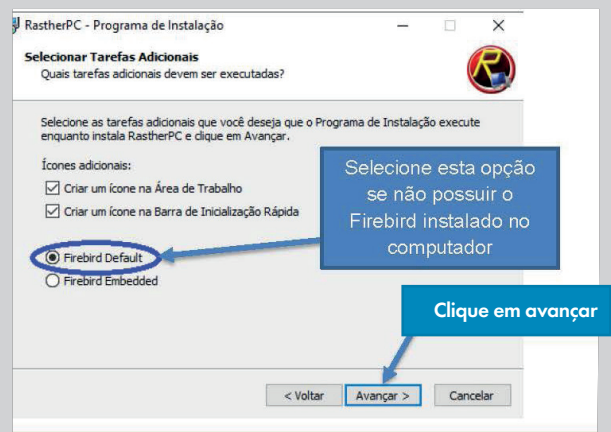 RastherPC - Programa de Instalação
Selecionar Tarefas Adicionais
Quais tarefas adicionais devem ser executadas?
R
Selecione as tarefas adicionais que você deseja que o Programa de Instalação execute
enquanto instala RastherPC e clique em Avançar.
Ícones adicionais:
Criar um ícone na Área de Trabalho
Criar um ícone na Barra de Inicialização Rápida
Selecione esta opção
se não possuir o
Firebird instalado no
computador
Firebird Default
Firebird Embedded
Clique em avançar
< Voltar
Avançar >
Cancelar